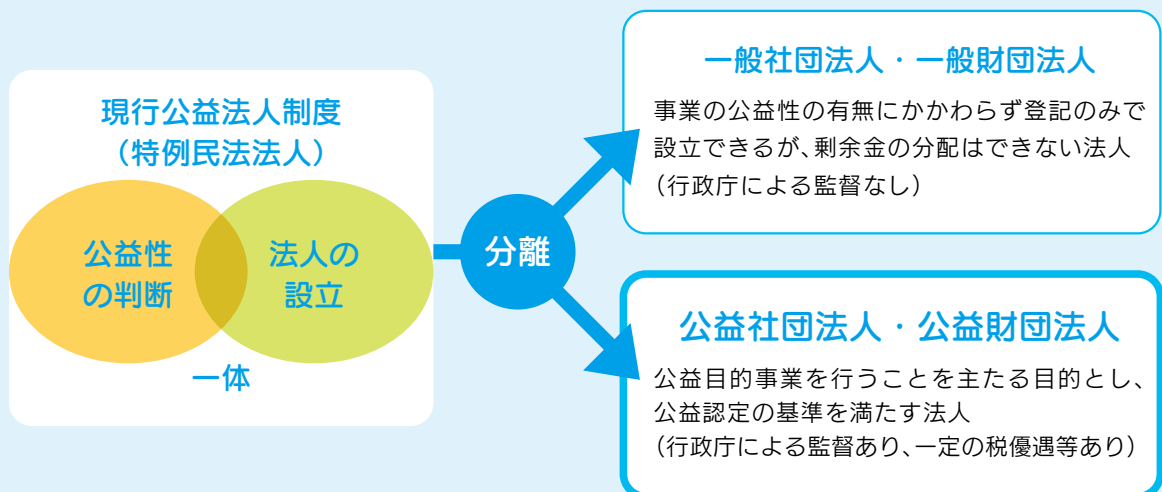 現行公益法人制度
（特例民法法人）
公益性
の判断
法人の
設立
一体
分離
一般社団法人・一般財団法人
事業の公益性の有無にかかわらず登記のみで
設立できるが、剰余金の分配はできない法人
（行政庁による監督なし）
公益社団法人・公益財団法人
公益目的事業を行うことを主たる目的とし、
公益認定の基準を満たす法人
（行政庁による監督あり、一定の税優遇等あり）